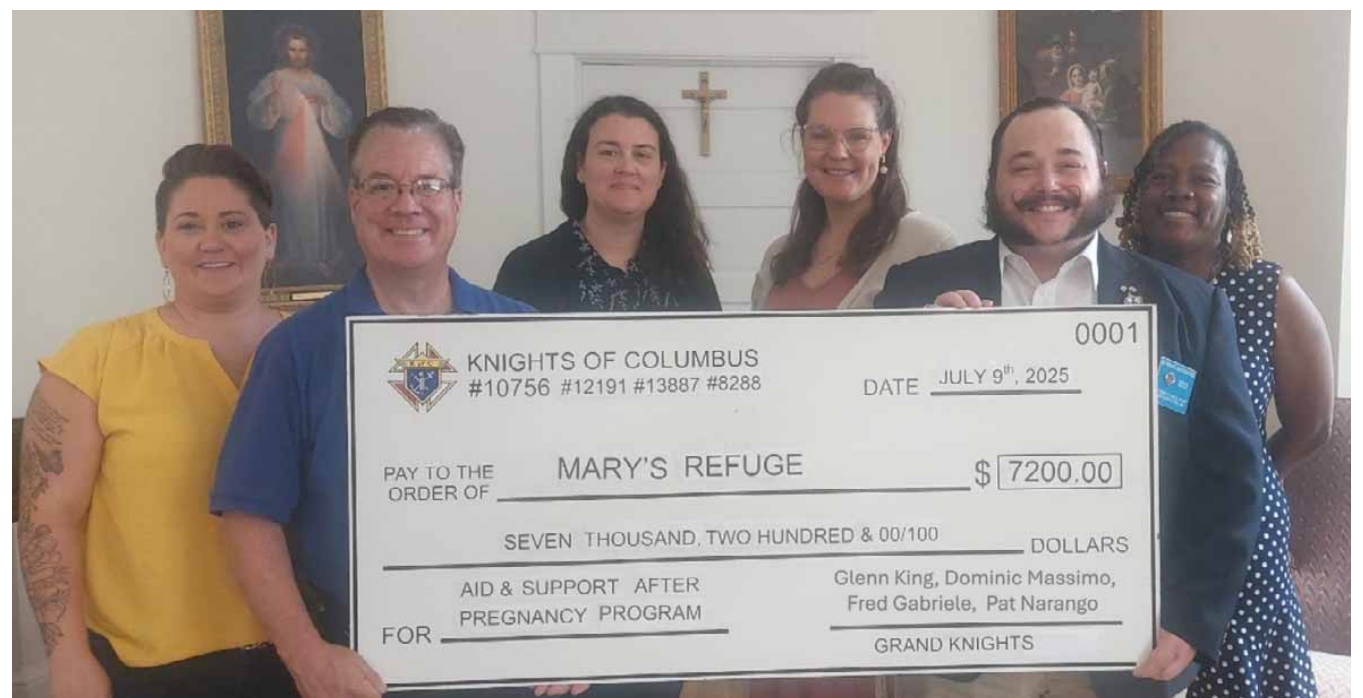 0001
KNIGHTS OF COLUMBUS
#10756 #12191 #13887 #8288
DATE JULY 9th, 2025
PAY TO THE
ORDER OF
MARY'S REFUGE
$ 7200.00
SEVEN THOUSAND, TWO HUNDRED & 00/100
DOLLARS
FOR
AID & SUPPORT AFTER
PREGNANCY PROGRAM
Glenn King, Dominic Massimo,
Fred Gabriele, Pat Narango
GRAND KNIGHTS